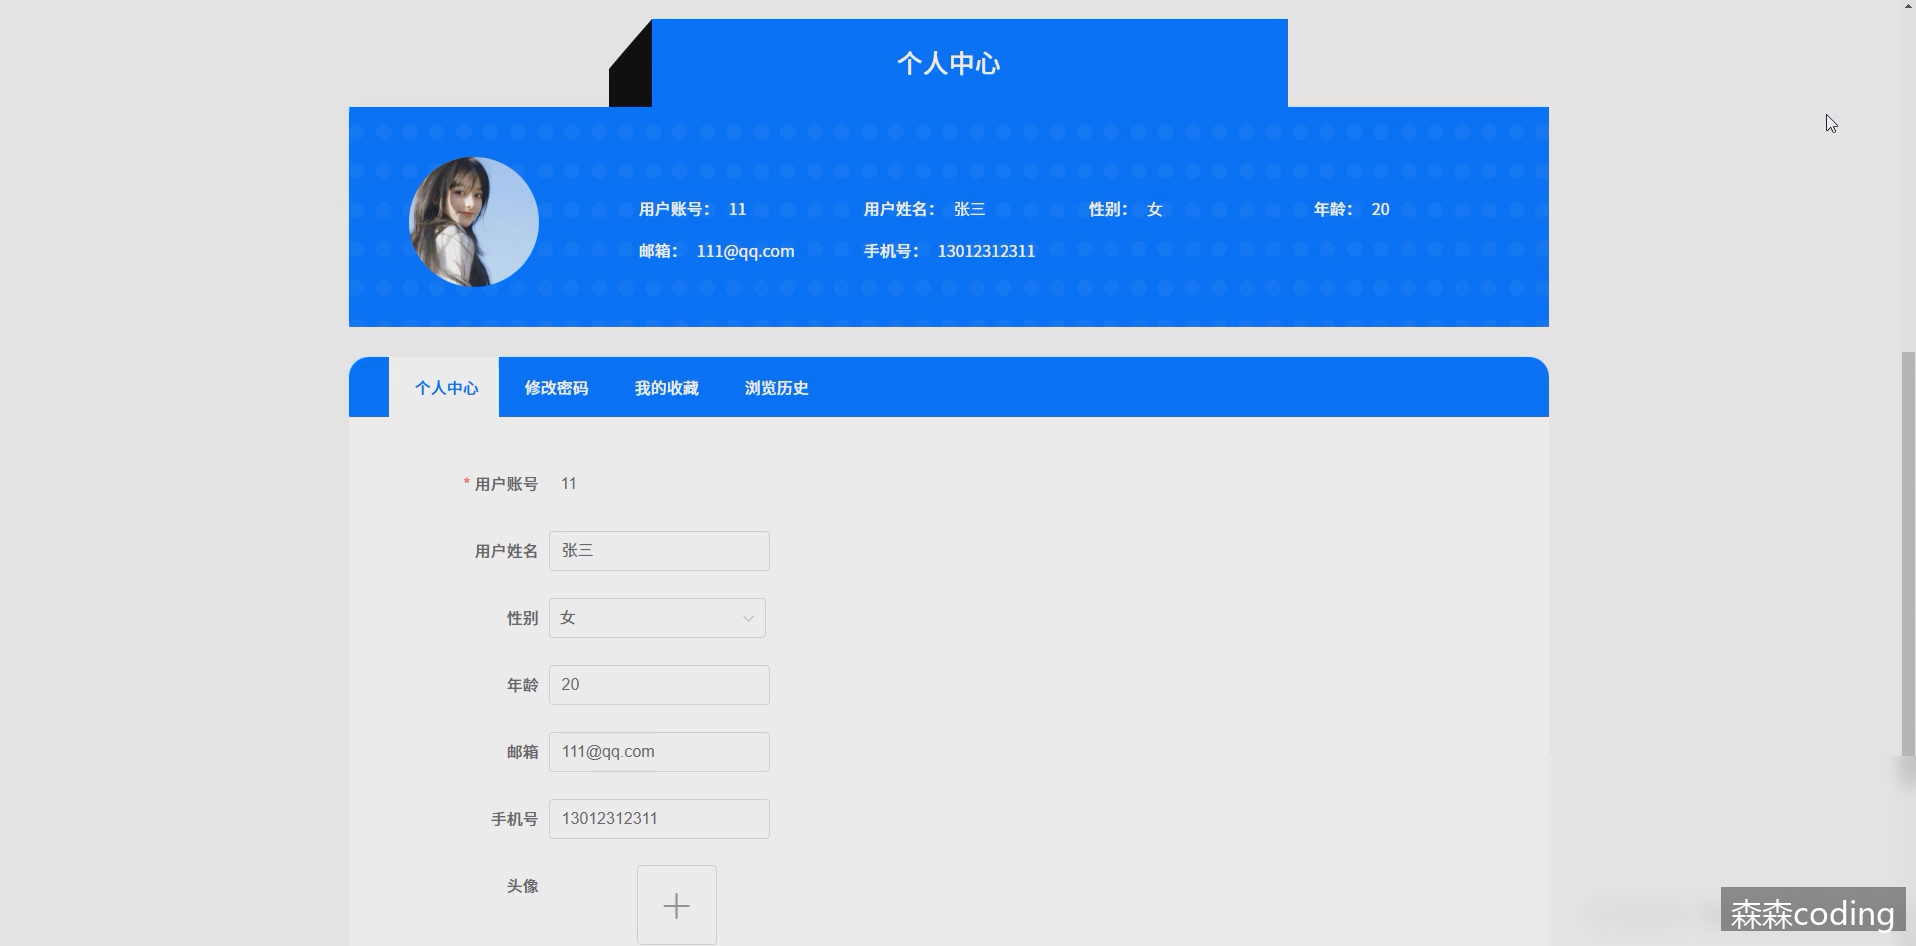 个人中心
用户账号： 11 用户姓名： 张三 性别： 女 年龄： 20
邮箱： 111@qq.com 手机号： 13012312311
个人中心 修改密码 我的收藏 浏览历史
* 用户账号 11
用户姓名 张三
性别 女
年龄 20
邮箱 111@qq.com
手机号 13012312311
头像
森森coding